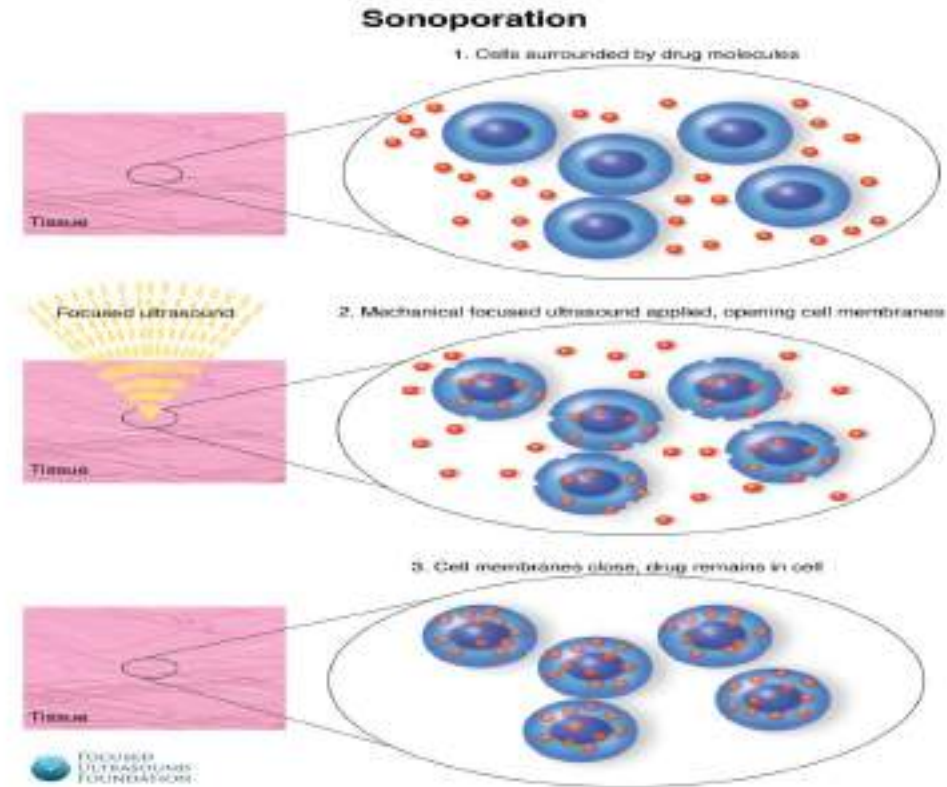 Sonoporation
1. Cells surrounded by drug molecules
Tissue
Focused ultrasound
2. Mechanical focused ultrasound applied, opening cell membranes
Tissue
3. Cell membranes close, drug remains in cell
Tissue
FOCUSED
ULTRASOUND
FOUNDATION